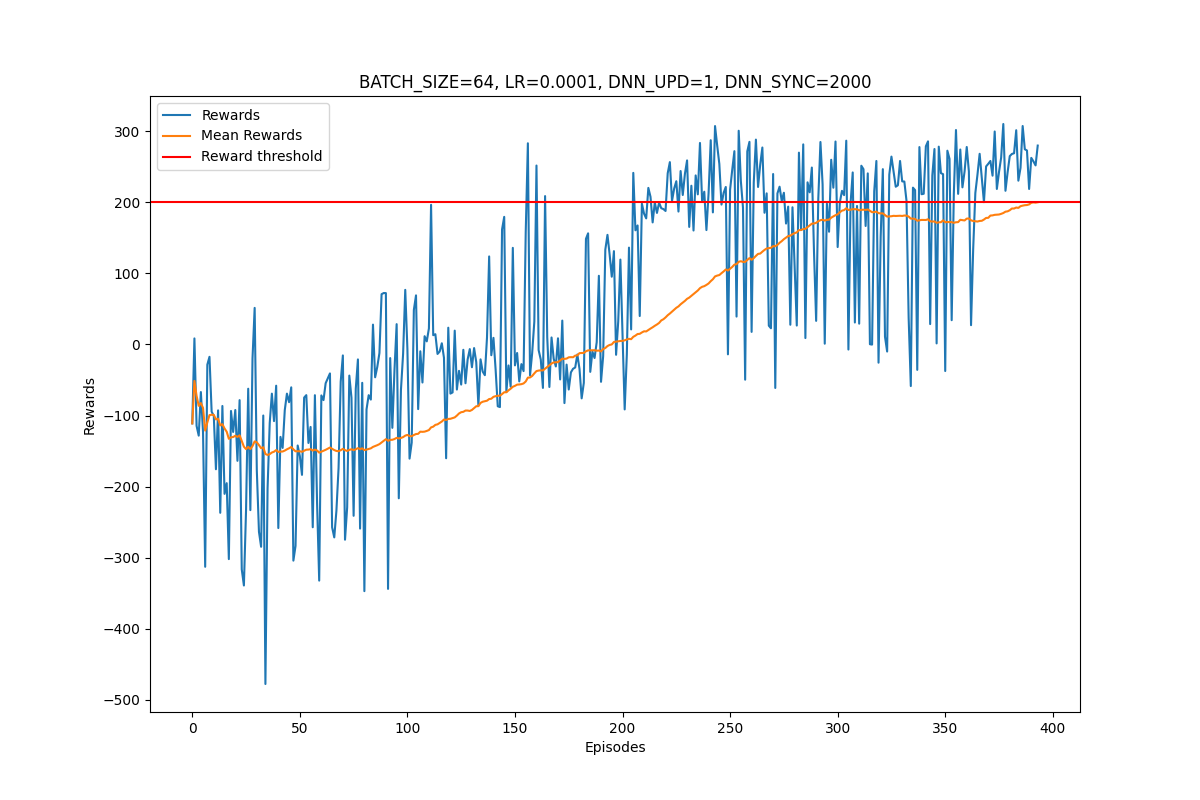 BATCH_SIZE=64, LR=0.0001, DNN_UPD=1, DNN_SYNC=2000
Rewards
Mean Rewards
Reward threshold
300
200
100
0
−100
−200
−300
−400
−500
Rewards
0 50 100 150 200 250 300 350 400
Episodes